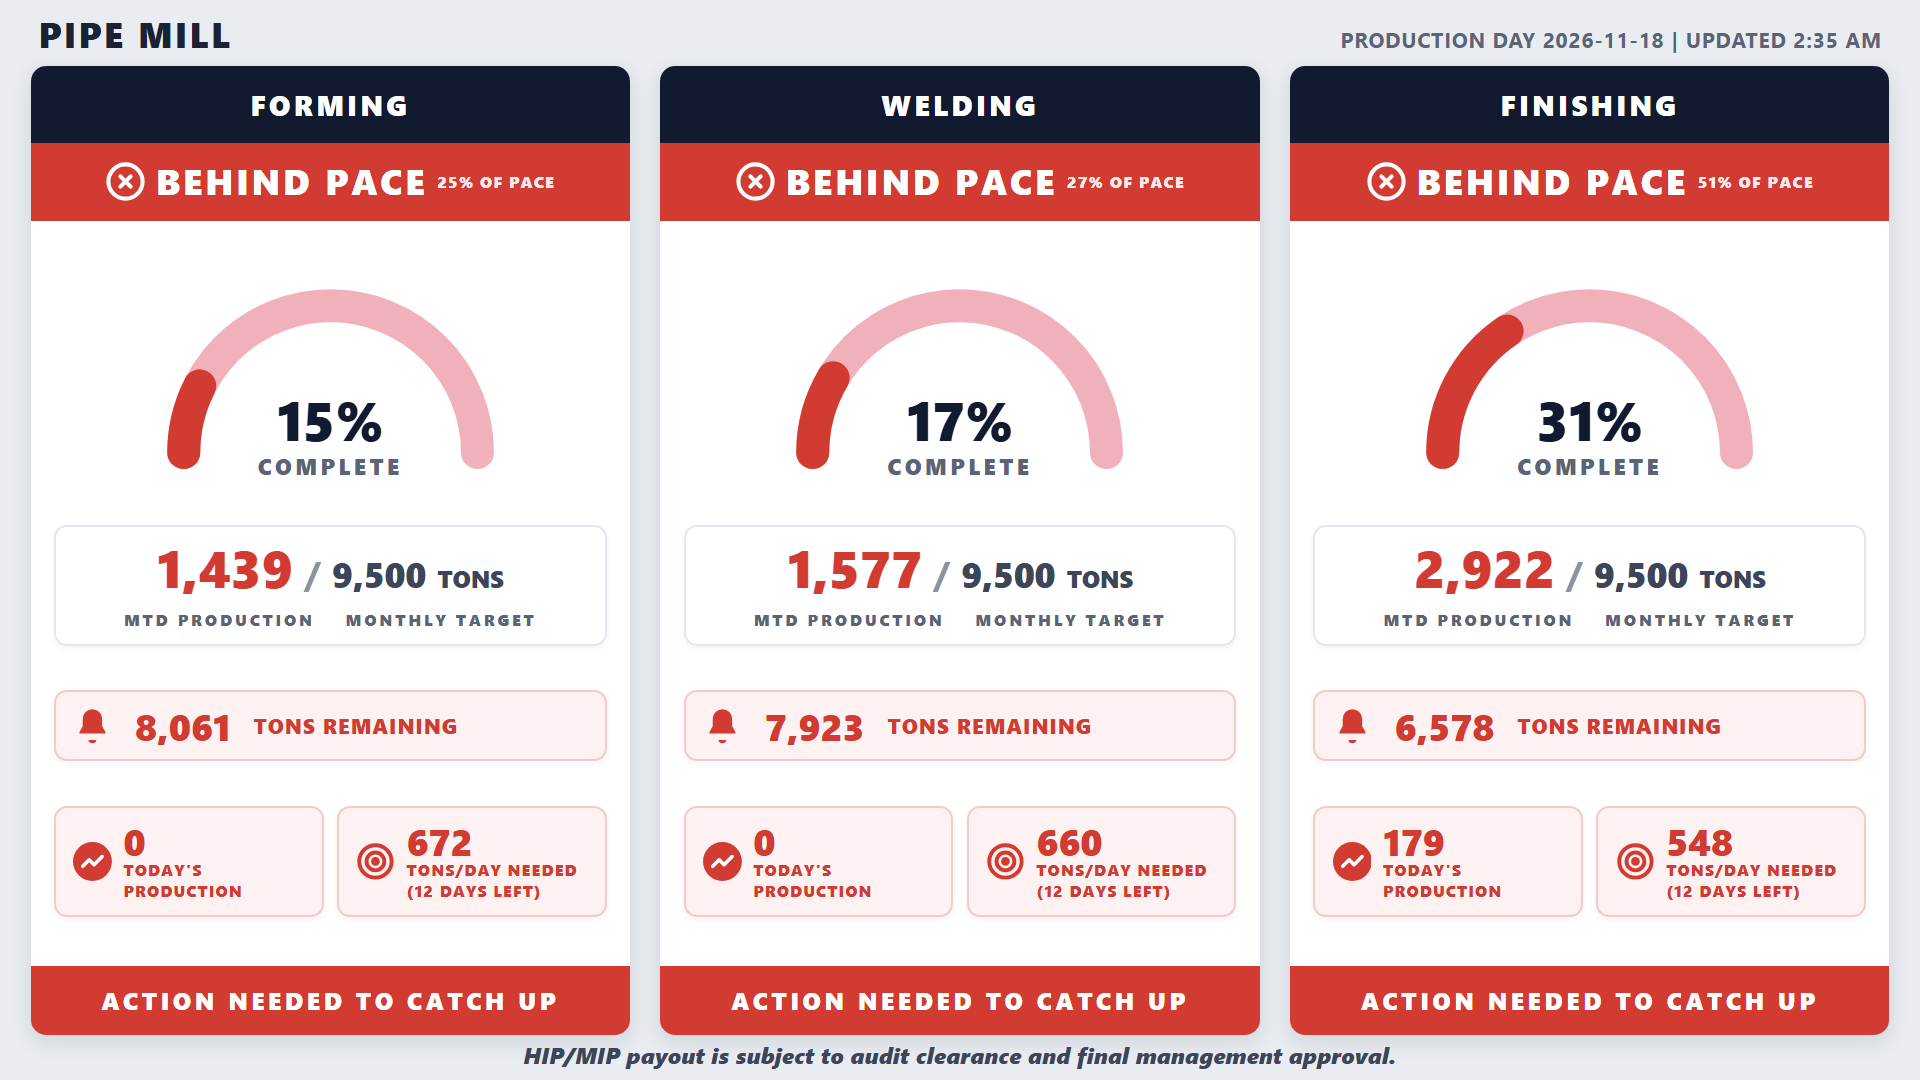 PIPE MILL
PRODUCTION DAY 2026-11-18 | UPDATED 2:35 AM
FORMING
BEHIND PACE 25% OF PACE
15%
COMPLETE
1,439 / 9,500 TONS
MTD PRODUCTION MONTHLY TARGET
8,061 TONS REMAINING
0
TODAY'S
PRODUCTION
672
TONS/DAY NEEDED
(12 DAYS LEFT)
ACTION NEEDED TO CATCH UP
WELDING
BEHIND PACE 27% OF PACE
17%
COMPLETE
1,577 / 9,500 TONS
MTD PRODUCTION MONTHLY TARGET
7,923 TONS REMAINING
0
TODAY'S
PRODUCTION
660
TONS/DAY NEEDED
(12 DAYS LEFT)
ACTION NEEDED TO CATCH UP
FINISHING
BEHIND PACE 51% OF PACE
31%
COMPLETE
2,922 / 9,500 TONS
MTD PRODUCTION MONTHLY TARGET
6,578 TONS REMAINING
179
TODAY'S
PRODUCTION
548
TONS/DAY NEEDED
(12 DAYS LEFT)
ACTION NEEDED TO CATCH UP
HIP/MIP payout is subject to audit clearance and final management approval.